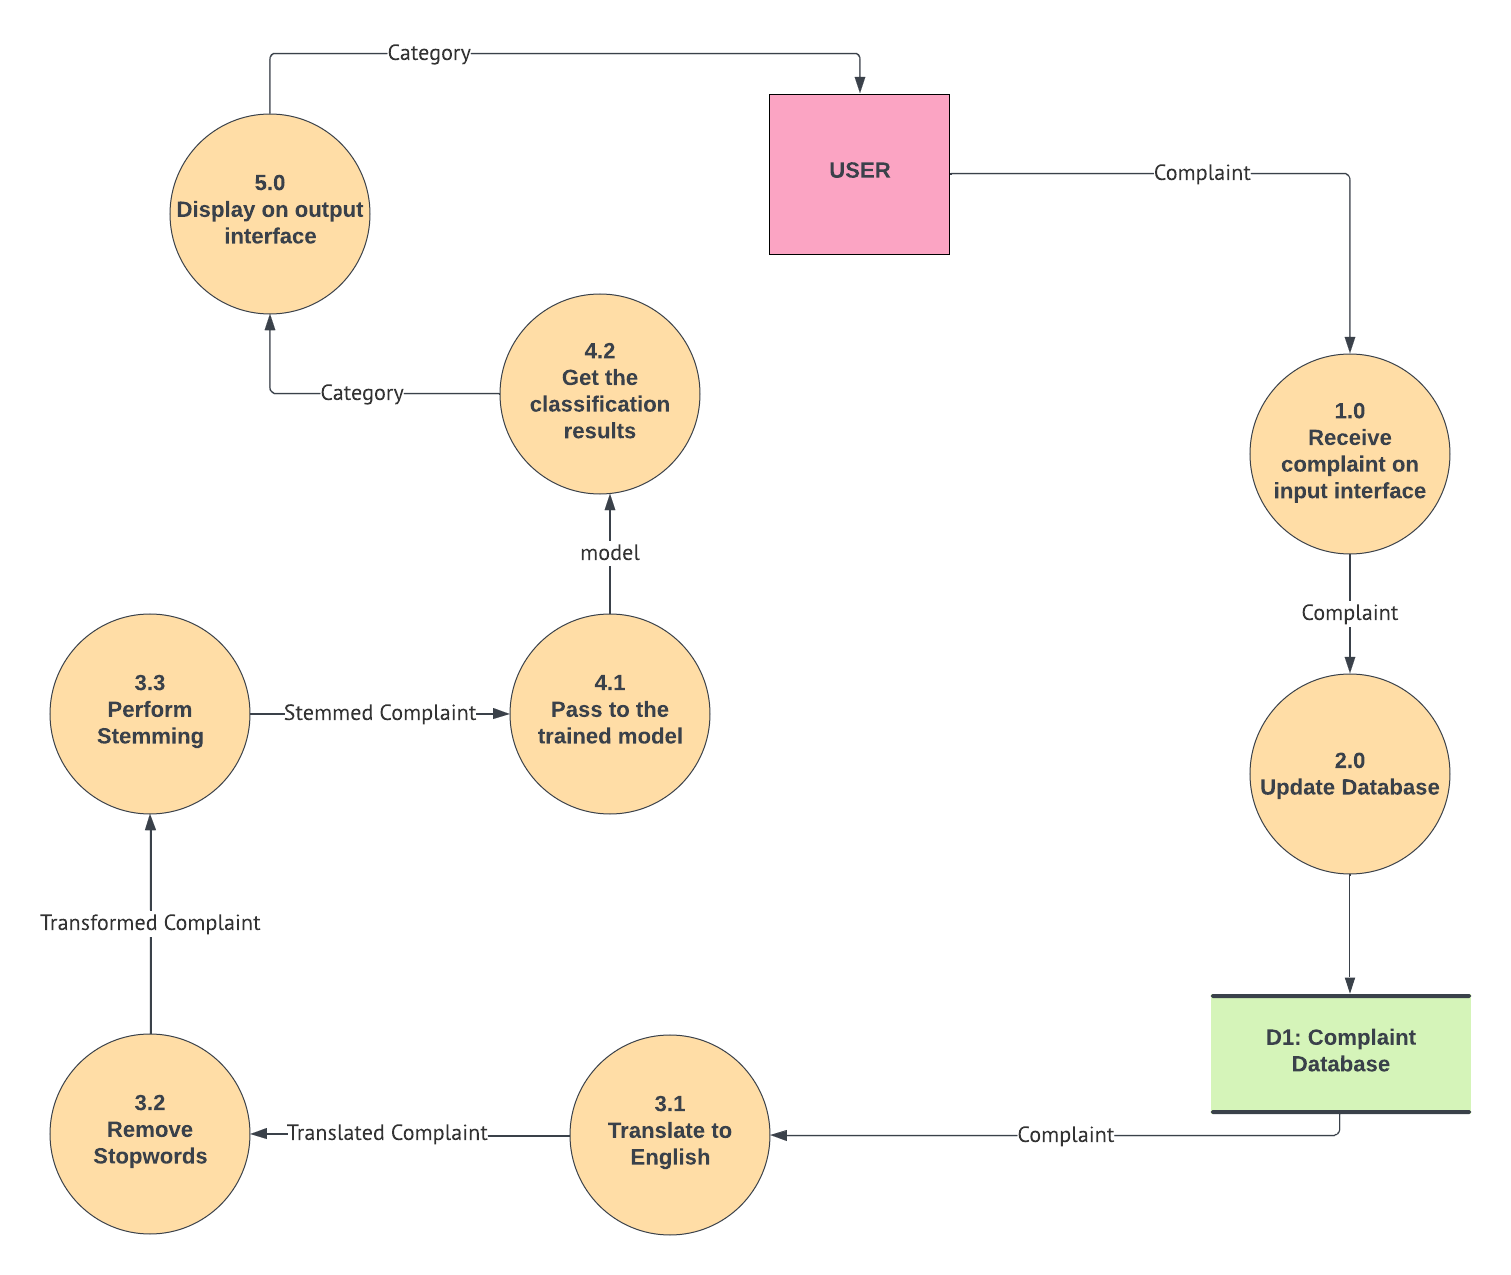 Category
USER
Complaint
5.0
Display on output
interface
4.2
Get the
classification
results
Category
1.0
Receive
complaint on
input interface
model
Complaint
3.3
Perform
Stemming
Stemmed Complaint
4.1
Pass to the
trained model
2.0
Update Database
Transformed Complaint
D1: Complaint
Database
3.2
Remove
Stopwords
Translated Complaint
3.1
Translate to
English
Complaint